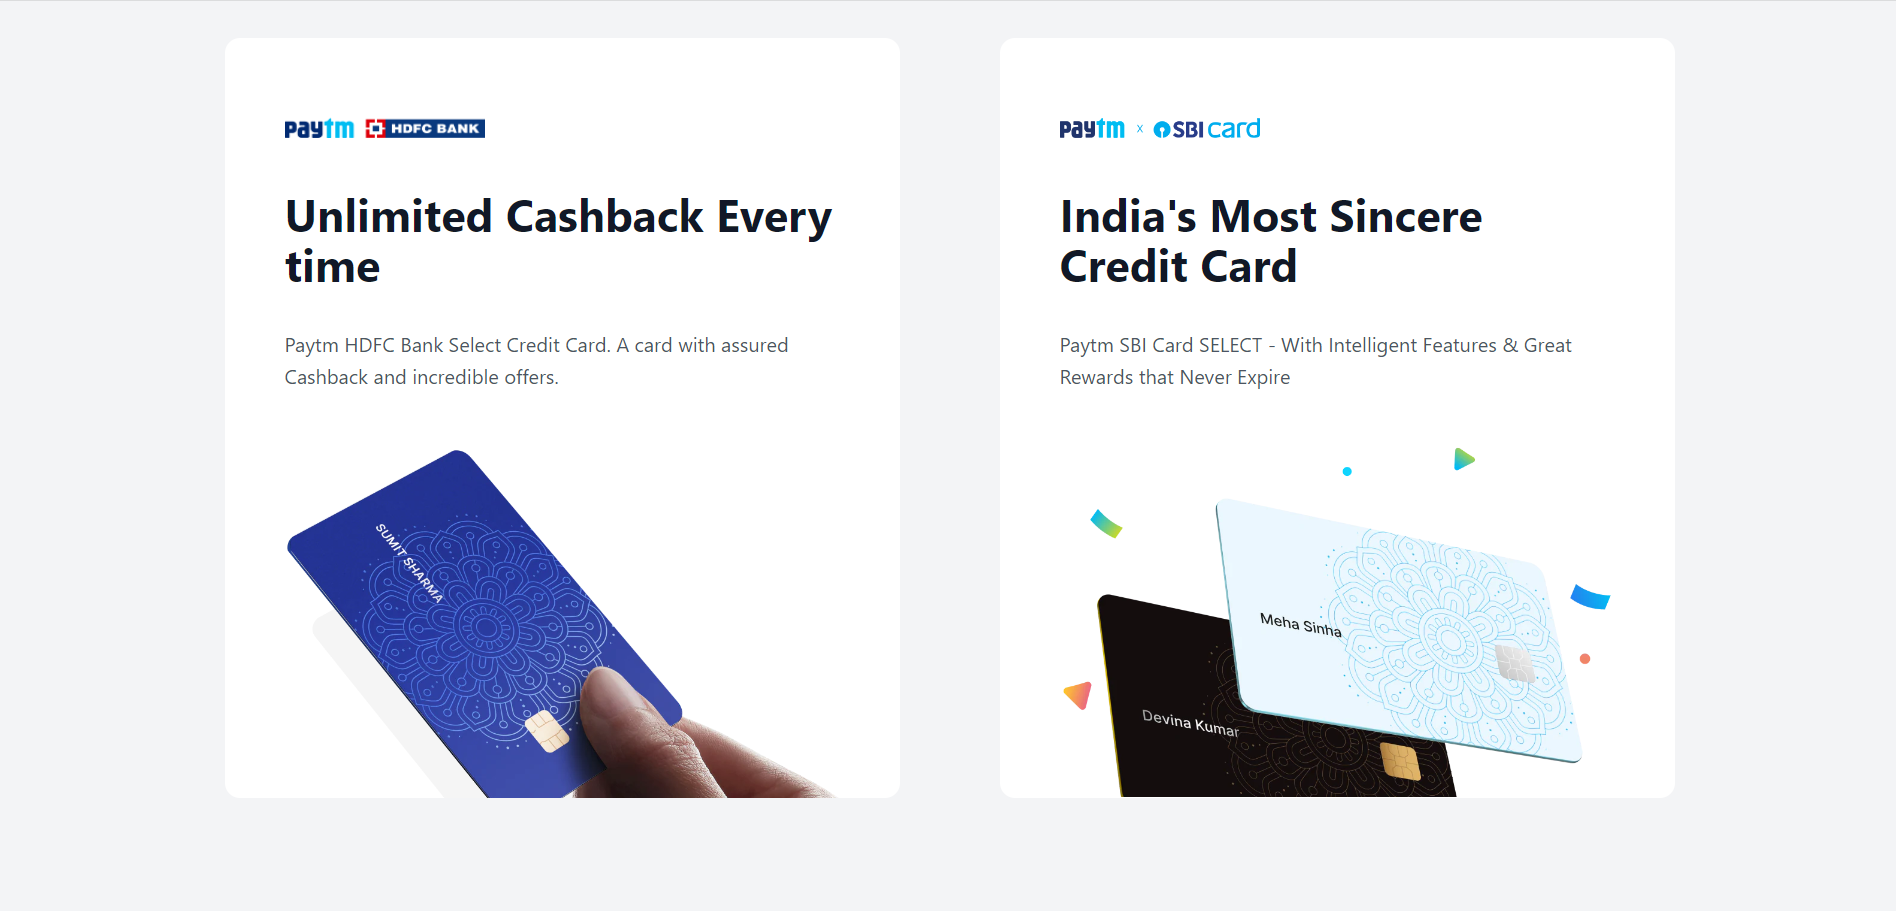 paytm HDFC BANK
Unlimited Cashback Every
time
Paytm HDFC Bank Select Credit Card. A card with assured
Cashback and incredible offers.
SUMIT SHARMA
paytm x SBI card
India's Most Sincere
Credit Card
Paytm SBI Card SELECT - With Intelligent Features & Great
Rewards that Never Expire
Meha Sinha
Devina Kumar